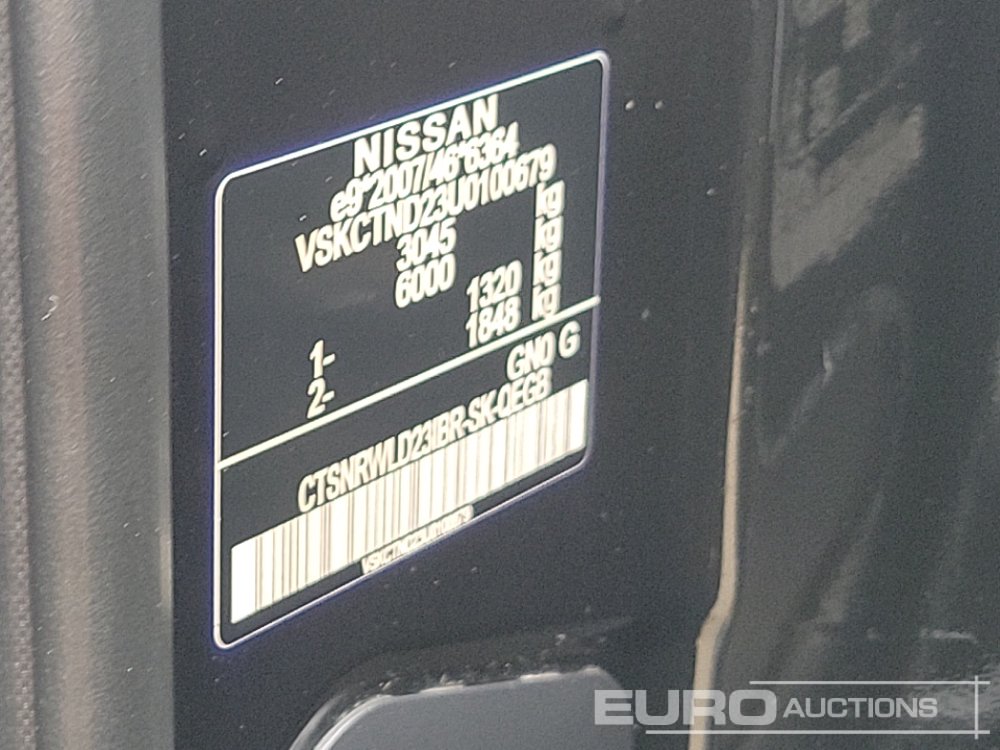 NISSAN
e9*2007/46*6364
VSKCTND23U0100679
3045 kg
6000 kg
1- 1320 kg
2- 1848 kg
GN0 G
CTSNRWLD23IBR-SK-QEGB
VSKCTND23U0100679
EURO AUCTIONS